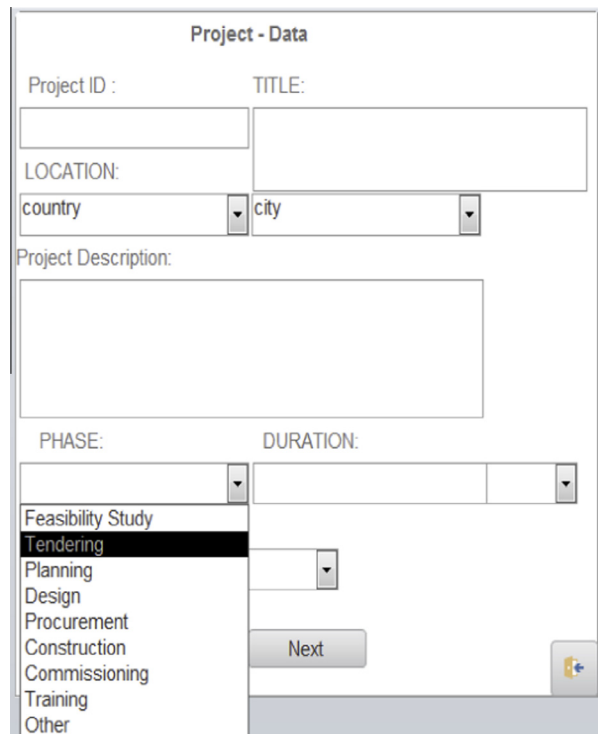 Project - Data
Project ID :
TITLE:
LOCATION:
country
city
Project Description:
PHASE:
DURATION:
Feasibility Study
Tendering
Planning
Design
Procurement
Construction
Commissioning
Training
Other
Next